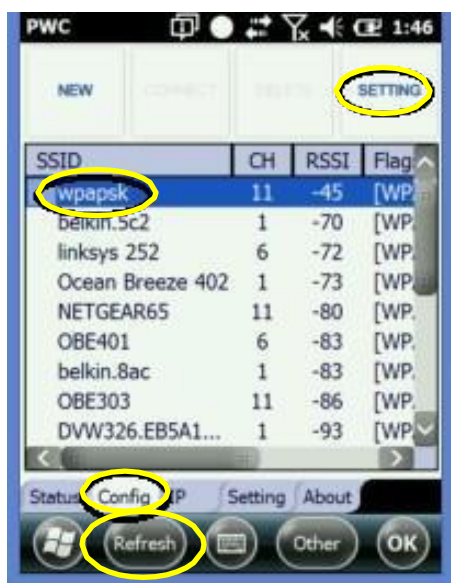 PWC 1:46
NEW CONNECT DELETE SETTING
SSID CH RSSI Flag
wpapsk 11 -45 [WP
belkin.5c2 1 -70 [WP.
linksys 252 6 -72 [WP.
Ocean Breeze 402 1 -73 [WP.
NETGEAR65 11 -80 [WP.
OBE401 6 -83 [WP.
belkin.8ac 1 -83 [WP.
OBE303 11 -86 [WP.
DVW326.EB5A1... 1 -93 [WP
Status Config IP Setting About
Refresh Other OK